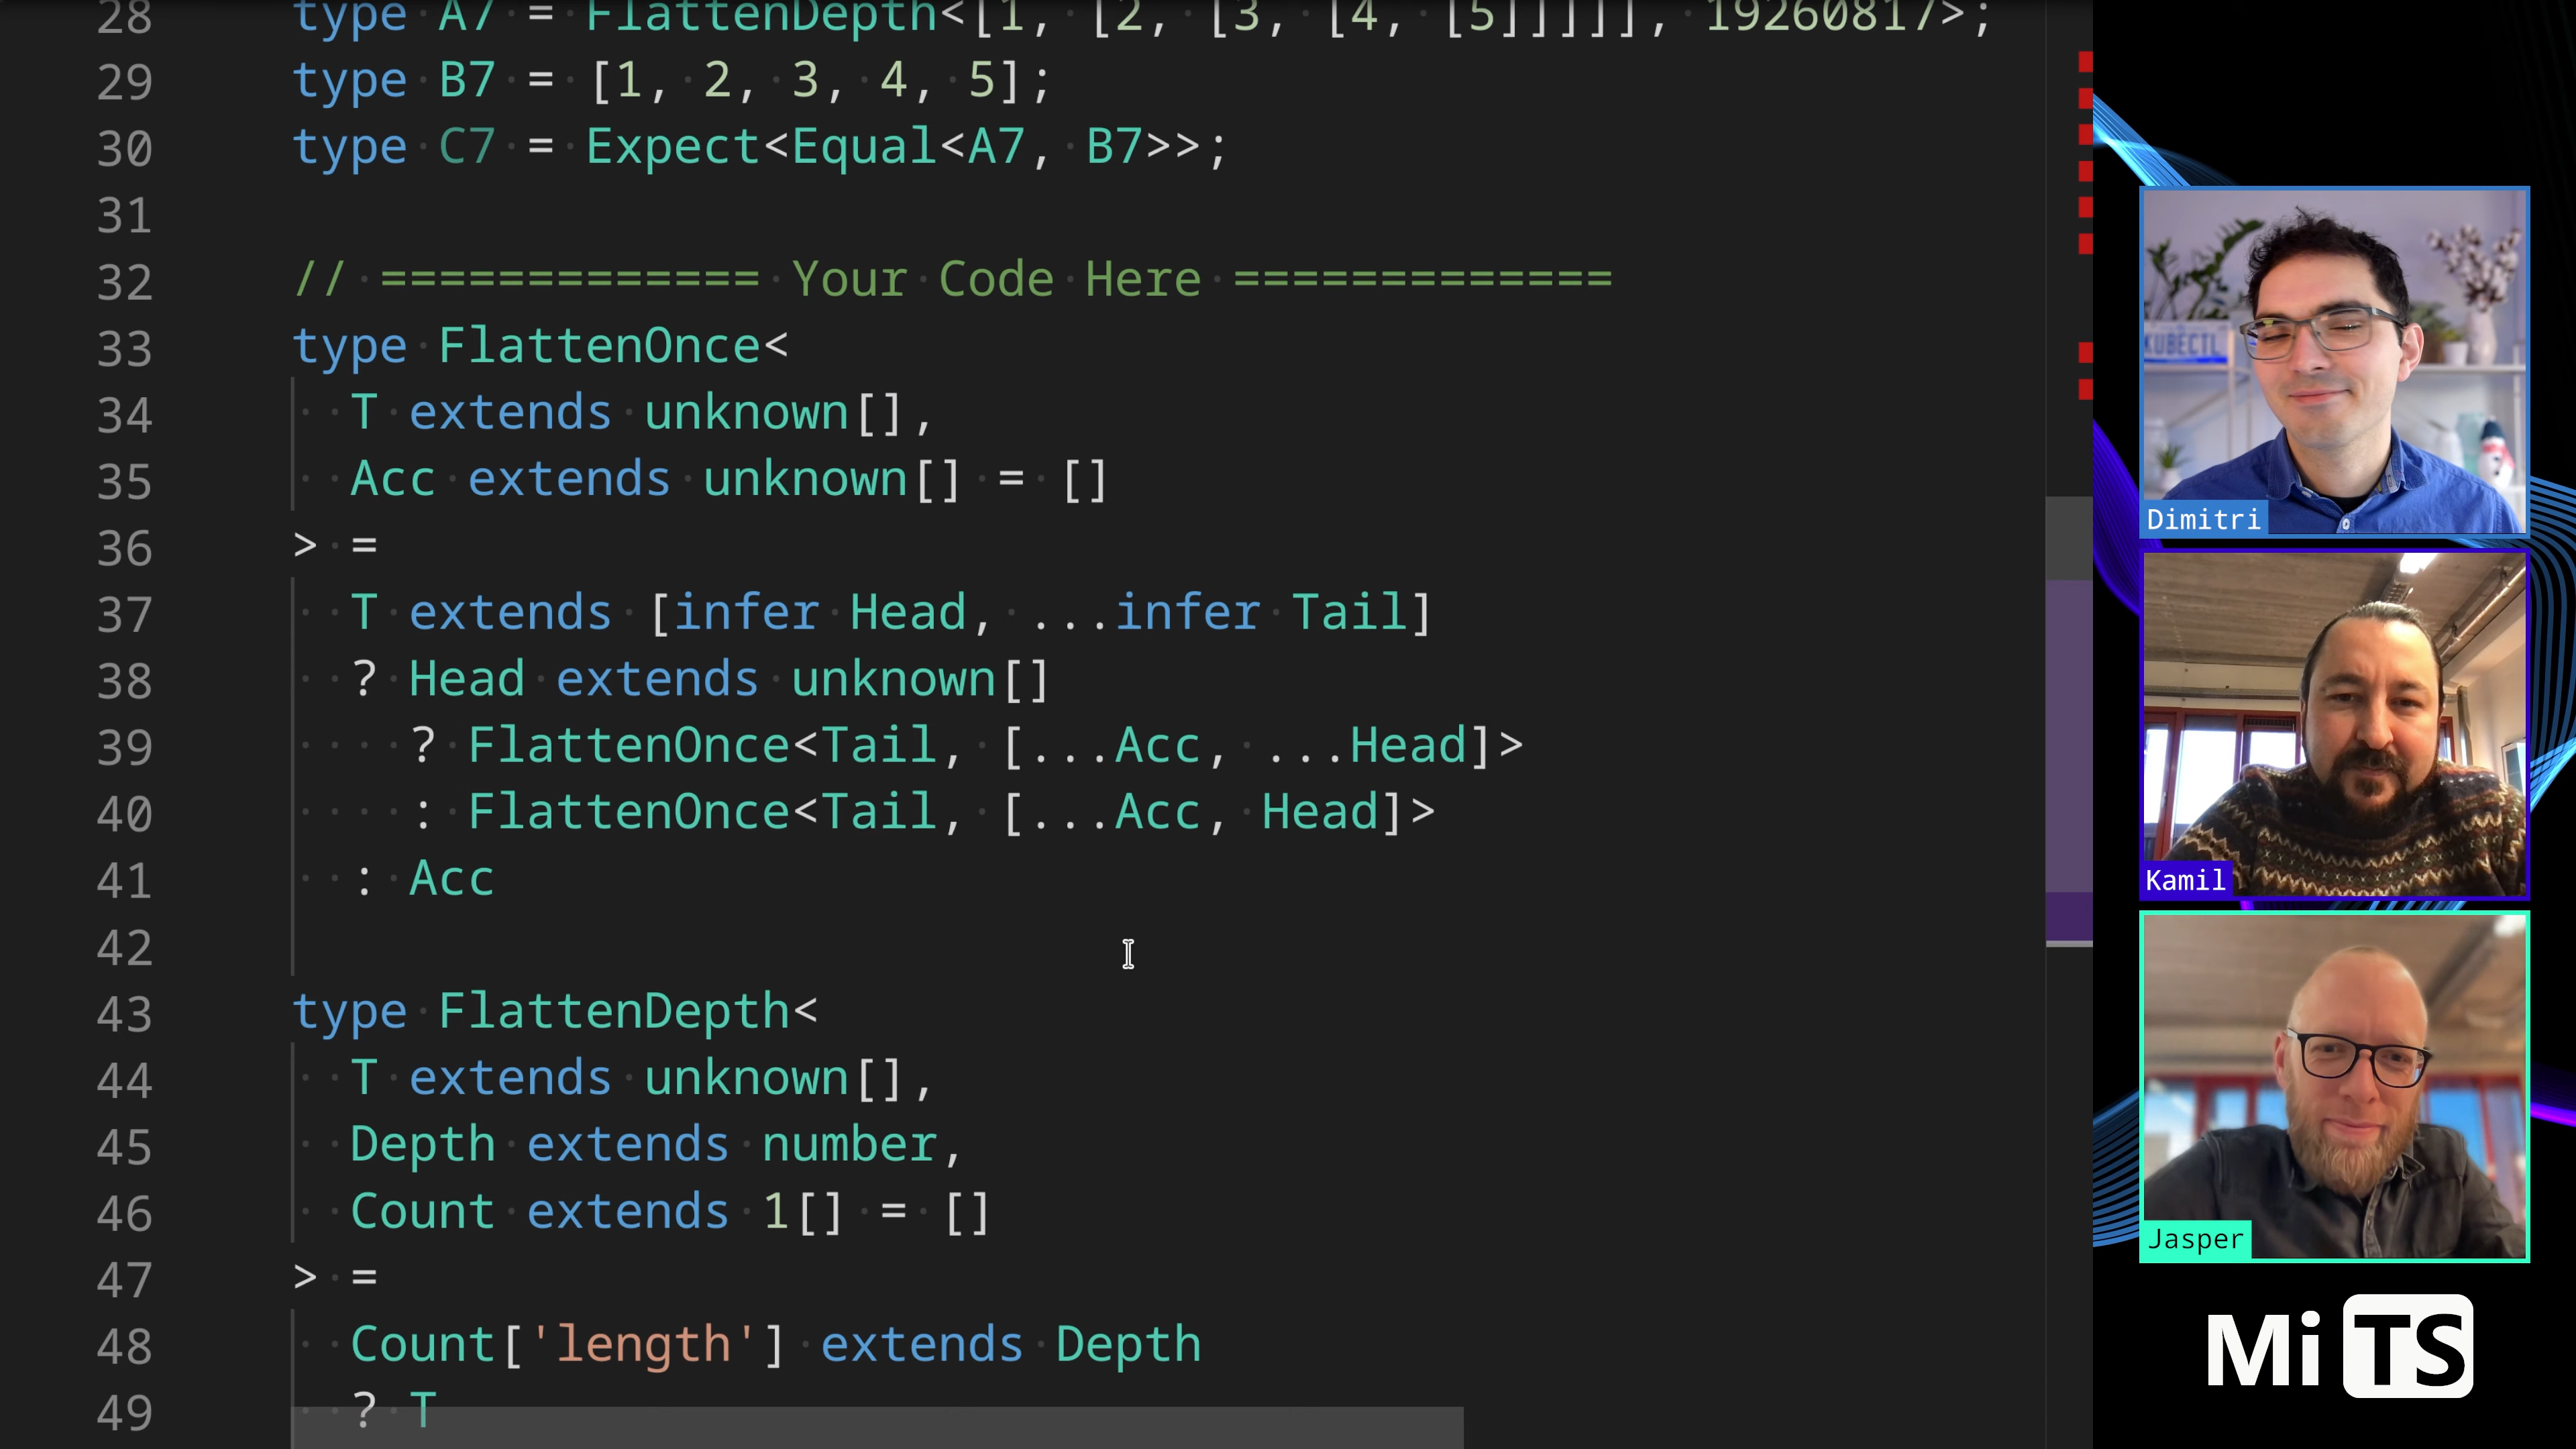 28 type A7 = FlattenDepth<[1, [2, [3, [4, [5]]]]], 19260817>;
29 type B7 = [1, 2, 3, 4, 5];
30 type C7 = Expect<Equal<A7, B7>>;
31
32 // ============= Your Code Here =============
33 type FlattenOnce<
34   T extends unknown[],
35   Acc extends unknown[] = []
36 > =
37   T extends [infer Head, ...infer Tail]
38   ? Head extends unknown[]
39     ? FlattenOnce<Tail, [...Acc, ...Head]>
40     : FlattenOnce<Tail, [...Acc, Head]>
41   : Acc
42
43 type FlattenDepth<
44   T extends unknown[],
45   Depth extends number,
46   Count extends 1[] = []
47 > =
48   Count['length'] extends Depth
49   ? T
KUBECTL
Dimitri
Kamil
Jasper
Mi TS